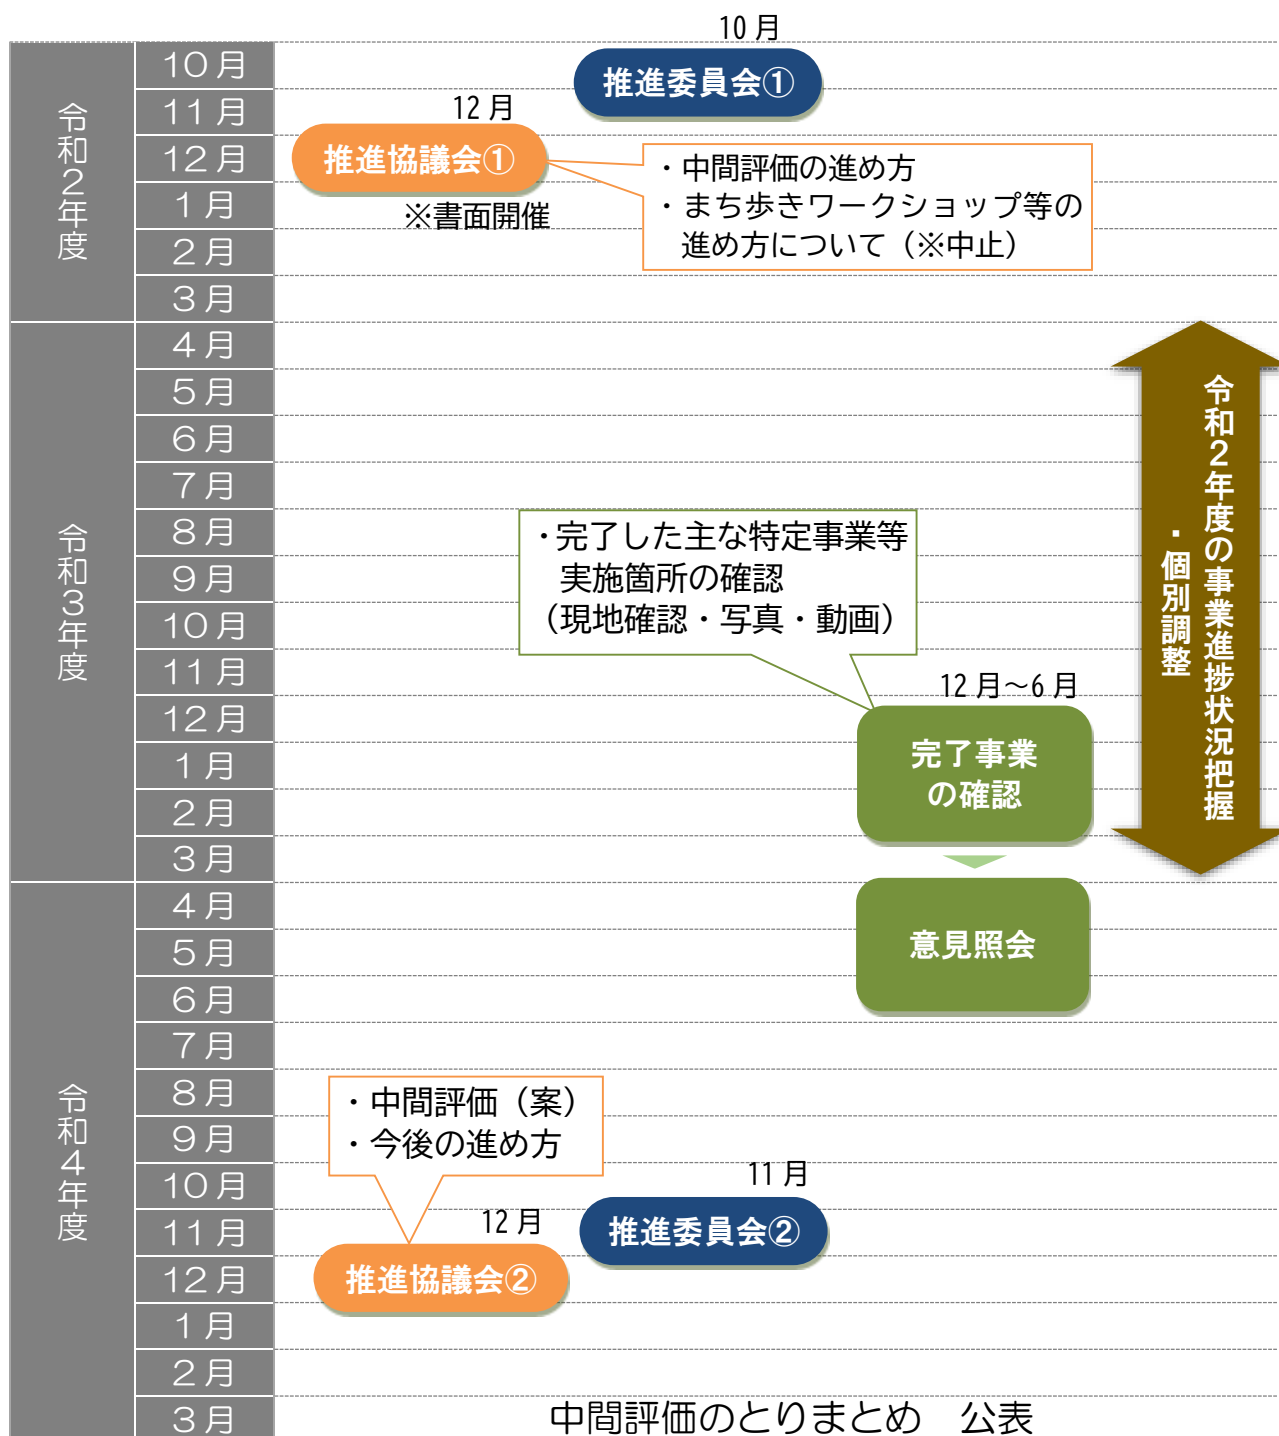 令和２年度
10月
11月
12月
１月
２月
３月
10月
推進委員会①
12月
推進協議会①
※書面開催
・中間評価の進め方
・まち歩きワークショップ等の
進め方について（※中止）
令和３年度
４月
５月
６月
７月
８月
９月
10月
11月
12月
１月
２月
３月
令和２年度の事業進捗状況把握
・個別調整
・完了した主な特定事業等
実施箇所の確認
（現地確認・写真・動画）
12月～6月
完了事業
の確認
意見照会
令和４年度
４月
５月
６月
７月
８月
９月
10月
11月
12月
１月
２月
３月
・中間評価（案）
・今後の進め方
11月
推進委員会②
12月
推進協議会②
中間評価のとりまとめ　公表